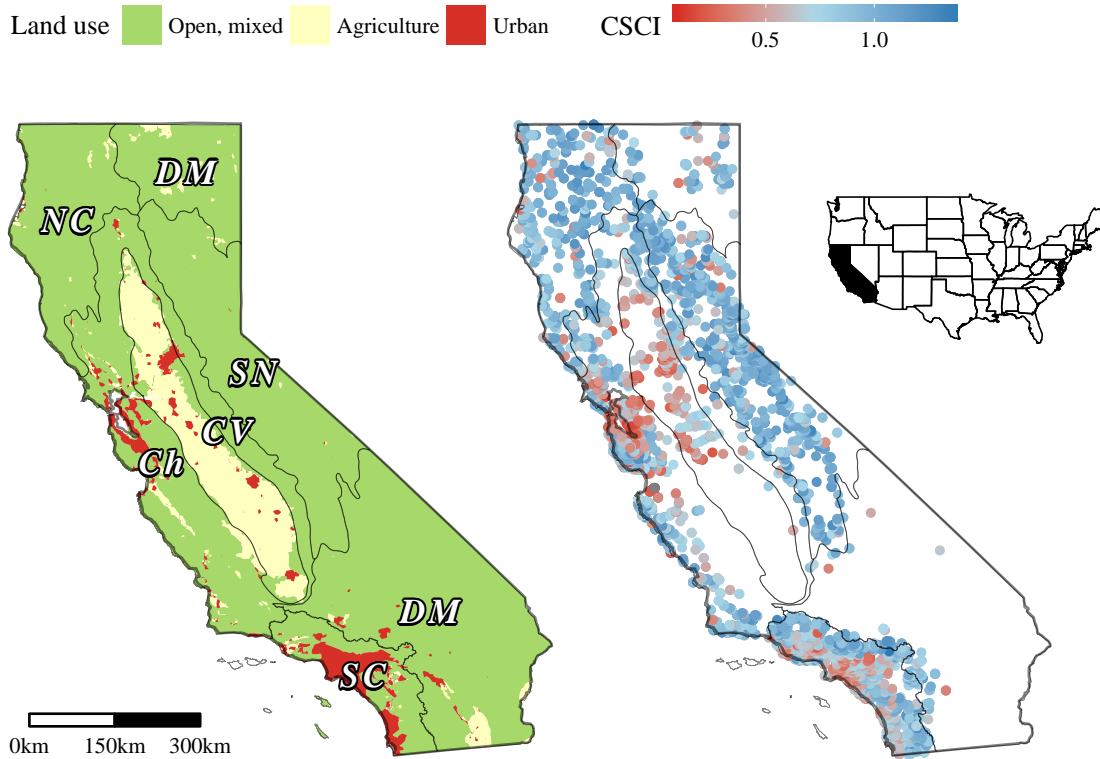 Land use Open, mixed Agriculture Urban CSCI
0.5 1.0
DM
NC
SN
CV
Ch
DM
SC
0km 150km 300km